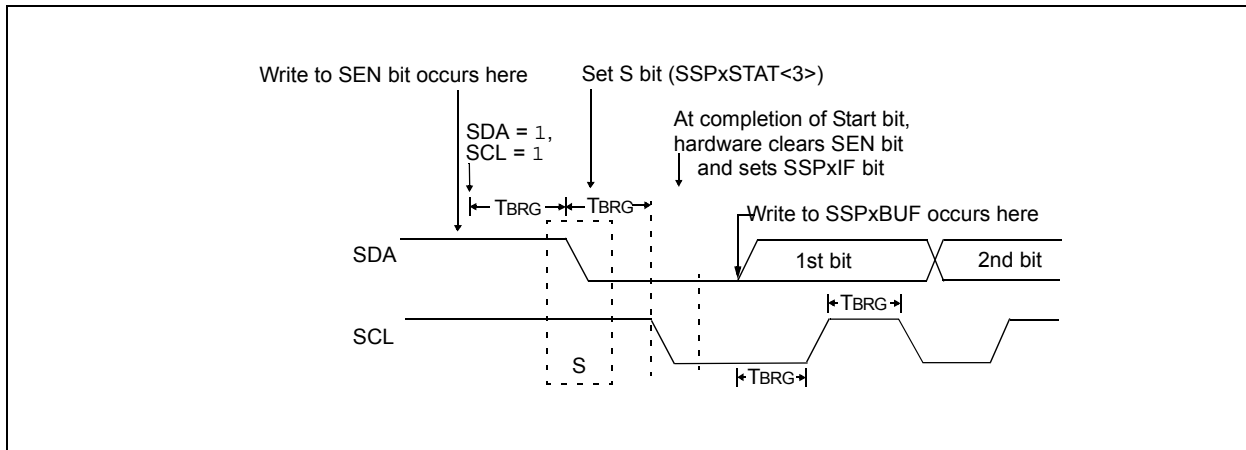 Write to SEN bit occurs here
Set S bit (SSPxSTAT<3>)
SDA = 1,
SCL = 1
At completion of Start bit,
hardware clears SEN bit
and sets SSPxIF bit
TBRG
TBRG
Write to SSPxBUF occurs here
SDA
1st bit
2nd bit
TBRG
SCL
S
TBRG